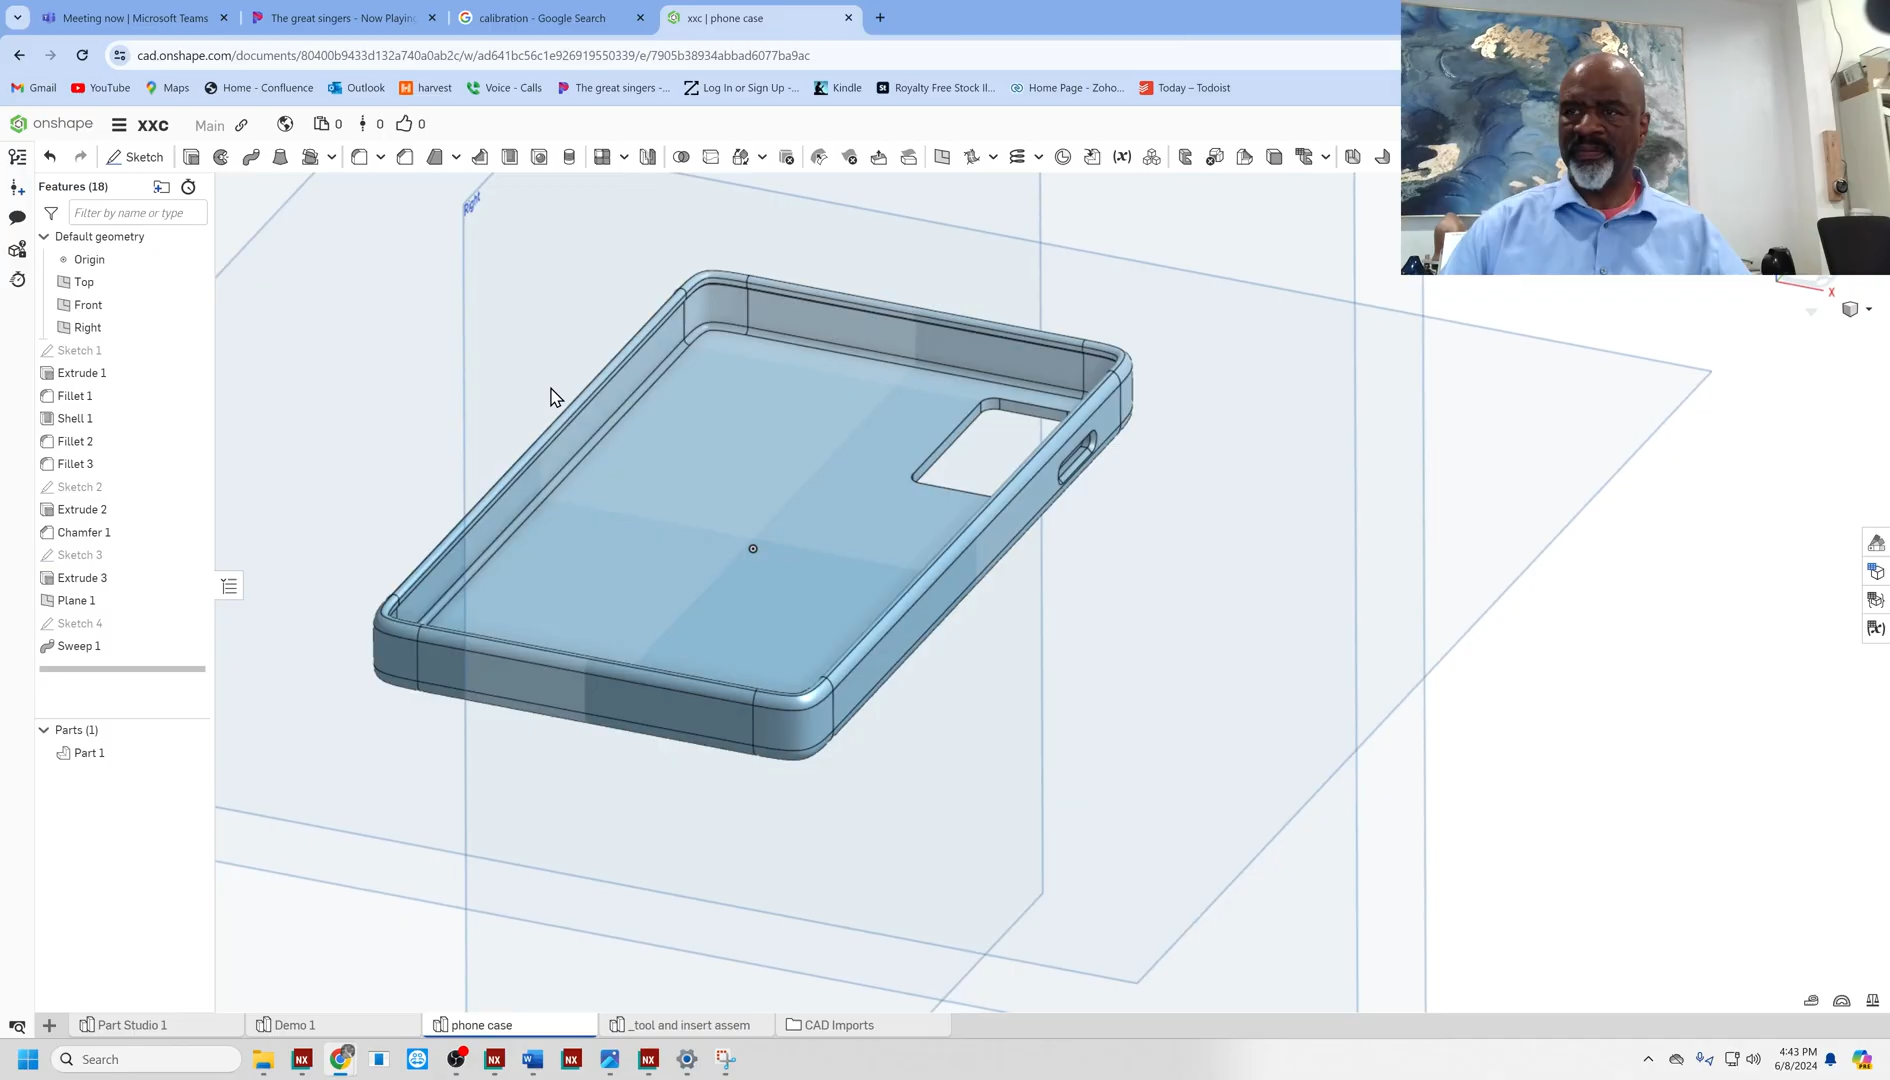 Meeting now | Microsoft Teams
The great singers - Now Playing
calibration - Google Search
xxc | phone case
cad.onshape.com/documents/80400b9433d132a740a0ab2c/w/ad641bc56c1e926919550339/e/7905b38934abbad6077ba9ac
Gmail YouTube Maps Home - Confluence Outlook harvest Voice - Calls The great singers -... Log In or Sign Up -... Kindle Royalty Free Stock Il... Home Page - Zoho... Today – Todoist
onshape XXC Main 0 0 0
Sketch (x)
Features (18)
Filter by name or type
Default geometry
Origin
Top
Front
Right
Sketch 1
Extrude 1
Fillet 1
Shell 1
Fillet 2
Fillet 3
Sketch 2
Extrude 2
Chamfer 1
Sketch 3
Extrude 3
Plane 1
Sketch 4
Sweep 1
Parts (1)
Part 1
Right
X
(x)
Part Studio 1 Demo 1 phone case _tool and insert assem CAD Imports
Search NX NX NX NX
4:43 PM
6/8/2024
PRE